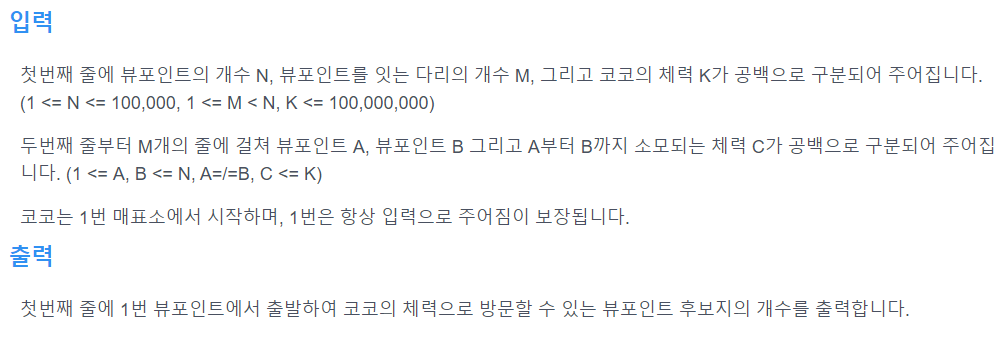 입력
첫번째 줄에 뷰포인트의 개수 N, 뷰포인트를 잇는 다리의 개수 M, 그리고 코코의 체력 K가 공백으로 구분되어 주어집니다.
(1 <= N <= 100,000, 1 <= M < N, K <= 100,000,000)
두번째 줄부터 M개의 줄에 걸쳐 뷰포인트 A, 뷰포인트 B 그리고 A부터 B까지 소모되는 체력 C가 공백으로 구분되어 주어집
니다. (1 <= A, B <= N, A=/=B, C <= K)
코코는 1번 매표소에서 시작하며, 1번은 항상 입력으로 주어짐이 보장됩니다.
출력
첫번째 줄에 1번 뷰포인트에서 출발하여 코코의 체력으로 방문할 수 있는 뷰포인트 후보지의 개수를 출력합니다.